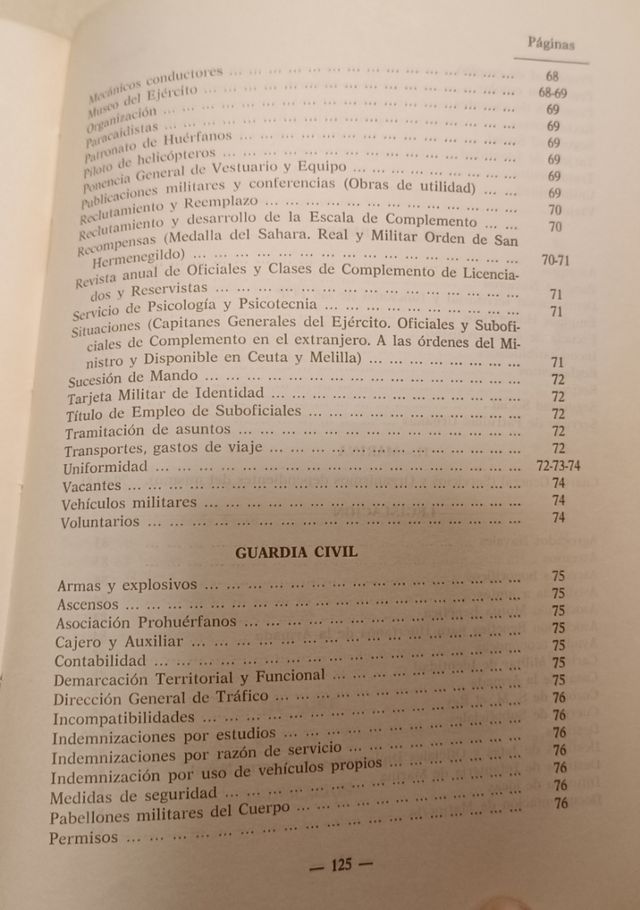 Páginas
Mecánicos conductores ... ... ... ... ... ... ... ... ... ... ... ... ... ... 68
Museo del Ejército ... ... ... ... ... ... ... ... ... ... ... ... ... ... ... 68-69
Organización ... ... ... ... ... ... ... ... ... ... ... ... ... ... ... ... ... 69
Paracaidistas ... ... ... ... ... ... ... ... ... ... ... ... ... ... ... ... ... 69
Patronato de Huérfanos ... ... ... ... ... ... ... ... ... ... ... ... ... 69
Piloto de helicópteros ... ... ... ... ... ... ... ... ... ... ... ... ... ... 69
Ponencia General de Vestuario y Equipo ... ... ... ... ... ... ... ... 69
Publicaciones militares y conferencias (Obras de utilidad) ... ... 69
Reclutamiento y Reemplazo ... ... ... ... ... ... ... ... ... ... ... ... 70
Reclutamiento y desarrollo de la Escala de Complemento ... ... 70
Recompensas (Medalla del Sahara. Real y Militar Orden de San
Hermenegildo) ... ... ... ... ... ... ... ... ... ... ... ... ... ... ... 70-71
Revista anual de Oficiales y Clases de Complemento de Licencia-
dos y Reservistas ... ... ... ... ... ... ... ... ... ... ... ... ... ... 71
Servicio de Psicología y Psicotecnia ... ... ... ... ... ... ... ... ... 71
Situaciones (Capitanes Generales del Ejército. Oficiales y Subofi-
ciales de Complemento en el extranjero. A las órdenes del Mi-
nistro y Disponible en Ceuta y Melilla) ... ... ... ... ... ... ... 71
Sucesión de Mando ... ... ... ... ... ... ... ... ... ... ... ... ... ... ... 72
Tarjeta Militar de Identidad ... ... ... ... ... ... ... ... ... ... ... ... 72
Título de Empleo de Suboficiales ... ... ... ... ... ... ... ... ... ... 72
Tramitación de asuntos ... ... ... ... ... ... ... ... ... ... ... ... ... ... 72
Transportes, gastos de viaje ... ... ... ... ... ... ... ... ... ... ... ... 72
Uniformidad ... ... ... ... ... ... ... ... ... ... ... ... ... ... ... ... ... 72-73-74
Vacantes ... ... ... ... ... ... ... ... ... ... ... ... ... ... ... ... ... ... 74
Vehículos militares ... ... ... ... ... ... ... ... ... ... ... ... ... ... ... 74
Voluntarios ... ... ... ... ... ... ... ... ... ... ... ... ... ... ... ... ... 74
GUARDIA CIVIL
Armas y explosivos ... ... ... ... ... ... ... ... ... ... ... ... ... ... ... 75
Ascensos ... ... ... ... ... ... ... ... ... ... ... ... ... ... ... ... ... ... 75
Asociación Prohuérfanos ... ... ... ... ... ... ... ... ... ... ... ... ... 75
Cajero y Auxiliar ... ... ... ... ... ... ... ... ... ... ... ... ... ... ... 75
Contabilidad ... ... ... ... ... ... ... ... ... ... ... ... ... ... ... ... ... 75
Demarcación Territorial y Funcional ... ... ... ... ... ... ... ... ... 75
Dirección General de Tráfico ... ... ... ... ... ... ... ... ... ... ... ... 76
Incompatibilidades ... ... ... ... ... ... ... ... ... ... ... ... ... ... ... 76
Indemnizaciones por estudios ... ... ... ... ... ... ... ... ... ... ... 76
Indemnizaciones por razón de servicio ... ... ... ... ... ... ... ... 76
Indemnización por uso de vehículos propios ... ... ... ... ... ... 76
Medidas de seguridad ... ... ... ... ... ... ... ... ... ... ... ... ... ... 76
Pabellones militares del Cuerpo ... ... ... ... ... ... ... ... ... ... 76
Permisos ... ... ... ... ... ... ... ... ... ... ... ... ... ... ... ... ... ...
— 125 —